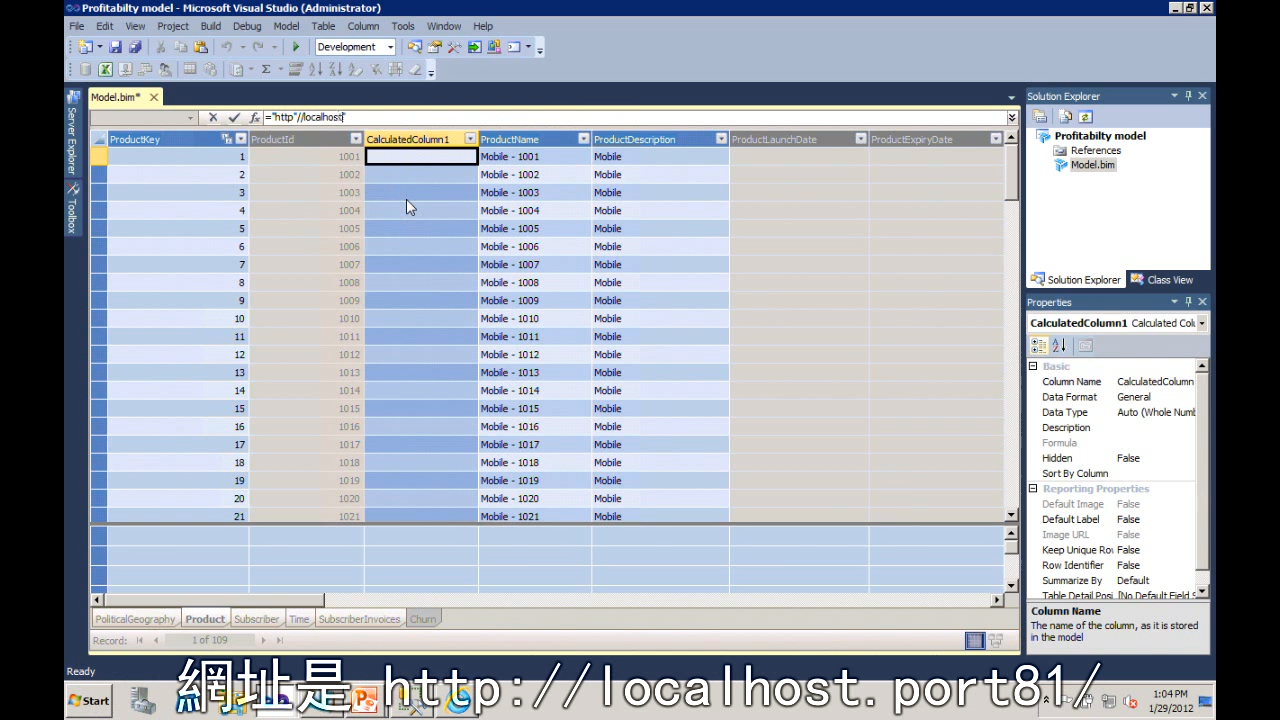 Profitabilty model - Microsoft Visual Studio (Administrator)
File Edit View Project Build Debug Model Table Column Tools Window Help
Development
Model.bim*
="http"//localhost"
ProductKey ProductId CalculatedColumn1 ProductName ProductDescription ProductLaunchDate ProductExpiryDate
1 1001 Mobile - 1001 Mobile
2 1002 Mobile - 1002 Mobile
3 1003 Mobile - 1003 Mobile
4 1004 Mobile - 1004 Mobile
5 1005 Mobile - 1005 Mobile
6 1006 Mobile - 1006 Mobile
7 1007 Mobile - 1007 Mobile
8 1008 Mobile - 1008 Mobile
9 1009 Mobile - 1009 Mobile
10 1010 Mobile - 1010 Mobile
11 1011 Mobile - 1011 Mobile
12 1012 Mobile - 1012 Mobile
13 1013 Mobile - 1013 Mobile
14 1014 Mobile - 1014 Mobile
15 1015 Mobile - 1015 Mobile
16 1016 Mobile - 1016 Mobile
17 1017 Mobile - 1017 Mobile
18 1018 Mobile - 1018 Mobile
19 1019 Mobile - 1019 Mobile
20 1020 Mobile - 1020 Mobile
21 1021 Mobile - 1021 Mobile
PoliticalGeography Product Subscriber Time SubscriberInvoices Churn
Record: 1 of 109
Server Explorer
Toolbox
Solution Explorer
Profitabilty model
References
Model.bim
Solution Explorer Class View
Properties
CalculatedColumn1 Calculated Colu
Basic
Column Name CalculatedColumn
Data Format General
Data Type Auto (Whole Numb
Description
Formula
Hidden False
Sort By Column
Reporting Properties
Default Image False
Default Label False
Image URL False
Keep Unique Rov False
Row Identifier False
Summarize By Default
Table Detail Posi [No Default Field S
Column Name
The name of the column, as it is stored
in the model
Ready
網址是 http://localhost.port81/
Start
1:04 PM
1/29/2012